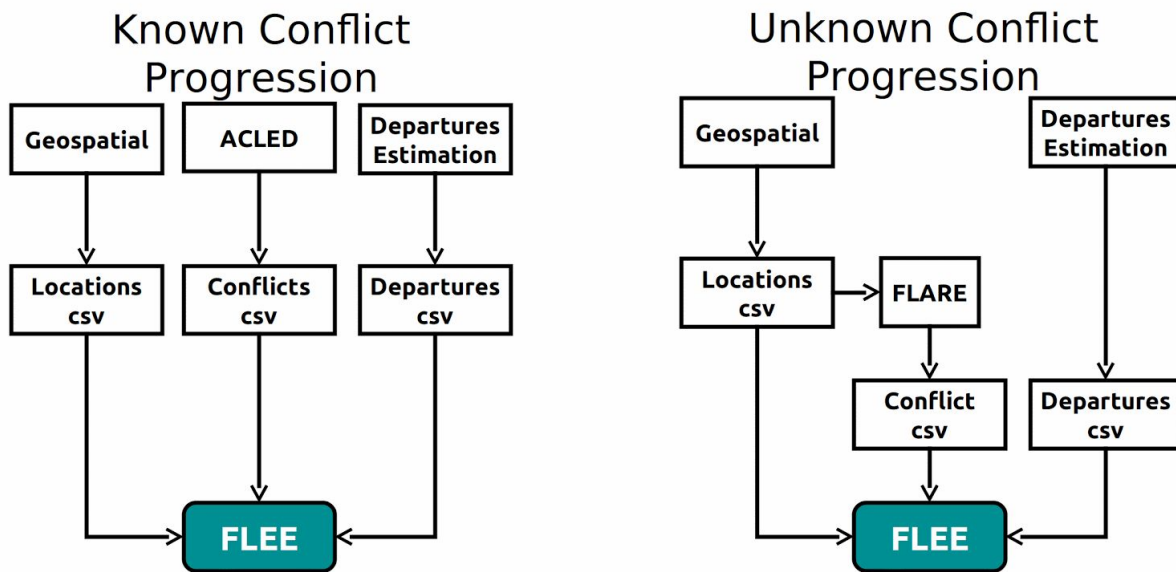 Known Conflict
Progression
Geospatial
ACLED
Departures
Estimation
Locations
csv
Conflicts
csv
Departures
csv
FLEE
Unknown Conflict
Progression
Geospatial
Departures
Estimation
Locations
csv
FLARE
Conflict
csv
Departures
csv
FLEE